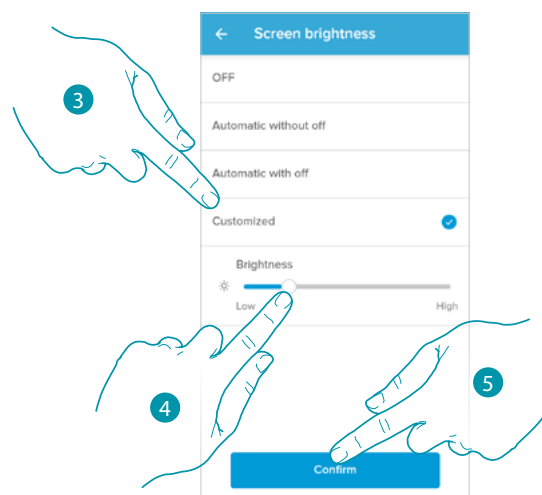 Screen brightness
OFF
3
Automatic without off
Automatic with off
Customized
Brightness
Low High
4
5
Confirm